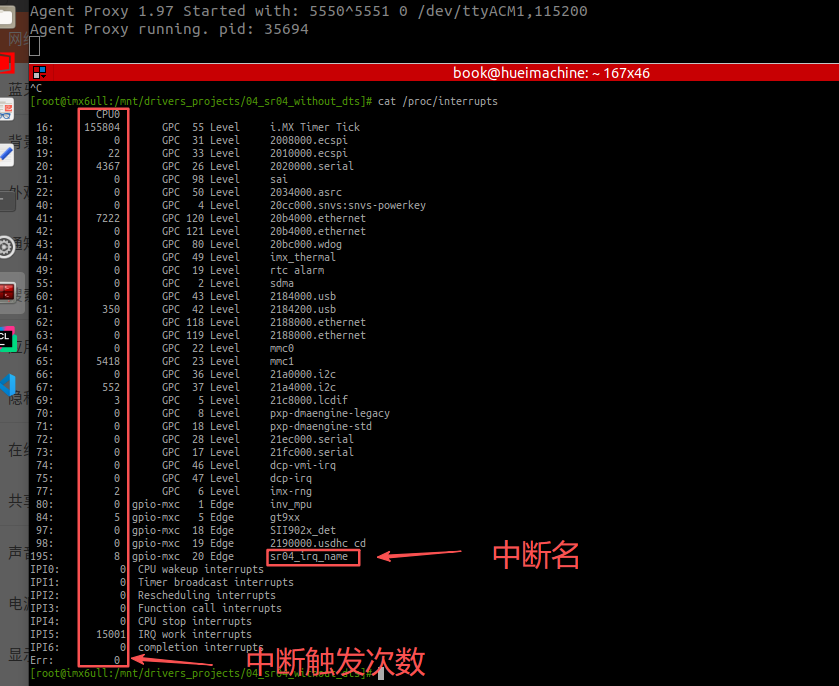 Agent Proxy 1.97 Started with: 5550^5551 0 /dev/ttyACM1,115200
Agent Proxy running. pid: 35694
book@hueimachine: ~ 167x46
^C
[root@imx6ull:/mnt/drivers_projects/04_sr04_without_dts]# cat /proc/interrupts
CPU0
16: 155804 GPC 55 Level i.MX Timer Tick
18: 0 GPC 31 Level 2008000.ecspi
19: 22 GPC 33 Level 2010000.ecspi
20: 4367 GPC 26 Level 2020000.serial
21: 0 GPC 98 Level sai
22: 0 GPC 50 Level 2034000.asrc
40: 0 GPC 4 Level 20cc000.snvs:snvs-powerkey
41: 7222 GPC 120 Level 20b4000.ethernet
42: 0 GPC 121 Level 20b4000.ethernet
43: 0 GPC 80 Level 20bc000.wdog
44: 0 GPC 49 Level imx_thermal
49: 0 GPC 19 Level rtc alarm
55: 0 GPC 2 Level sdma
60: 0 GPC 43 Level 2184000.usb
61: 350 GPC 42 Level 2184200.usb
62: 0 GPC 118 Level 2188000.ethernet
63: 0 GPC 119 Level 2188000.ethernet
64: 0 GPC 22 Level mmc0
65: 5418 GPC 23 Level mmc1
66: 0 GPC 36 Level 21a0000.i2c
67: 552 GPC 37 Level 21a4000.i2c
69: 3 GPC 5 Level 21c8000.lcdif
70: 0 GPC 8 Level pxp-dmaengine-legacy
71: 0 GPC 18 Level pxp-dmaengine-std
72: 0 GPC 28 Level 21ec000.serial
73: 0 GPC 17 Level 21fc000.serial
74: 0 GPC 46 Level dcp-vmi-irq
75: 0 GPC 47 Level dcp-irq
77: 2 GPC 6 Level imx-rng
80: 0 gpio-mxc 1 Edge inv_mpu
84: 5 gpio-mxc 5 Edge gt9xx
97: 0 gpio-mxc 18 Edge SII902x_det
98: 0 gpio-mxc 19 Edge 2190000.usdhc cd
195: 8 gpio-mxc 20 Edge sr04_irq_name
中断名
IPI0: 0 CPU wakeup interrupts
IPI1: 0 Timer broadcast interrupts
IPI2: 0 Rescheduling interrupts
IPI3: 0 Function call interrupts
IPI4: 0 CPU stop interrupts
IPI5: 15001 IRQ work interrupts
IPI6: 0 completion interrupts
Err: 0
中断触发次数
[root@imx6ull:/mnt/drivers_projects/04_sr04_without_dts]#